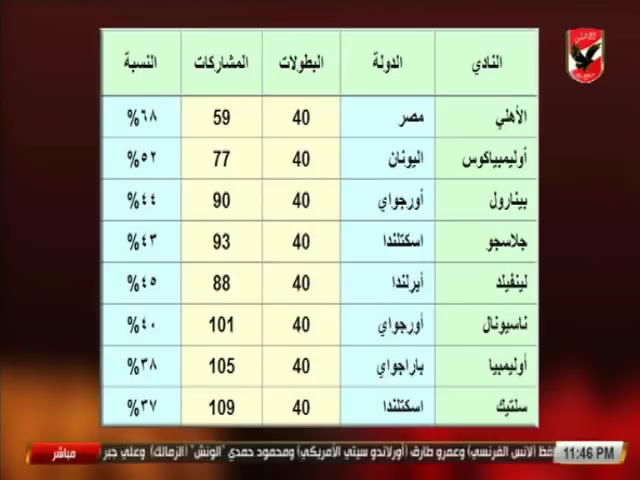 النادي الدولة البطولات المشاركات النسبة
الأهلي مصر 40 59 %٦٨
أوليمبياكوس اليونان 40 77 %٥٢
بينارول أورجواي 40 90 %٤٤
جلاسجو اسكتلندا 40 93 %٤٣
لينفيلد أيرلندا 40 88 %٤٥
ناسيونال أورجواي 40 101 %٤٠
أوليمبيا باراجواي 40 105 %٣٨
سلتيك اسكتلندا 40 109 %٣٧
11:46 PM فظ (لانس الفرنسي) وعمرو طارق (أورلاندو سيتي الأمريكي) ومحمود حمدي "الونش" (الزمالك) وعلي جبر مباشر